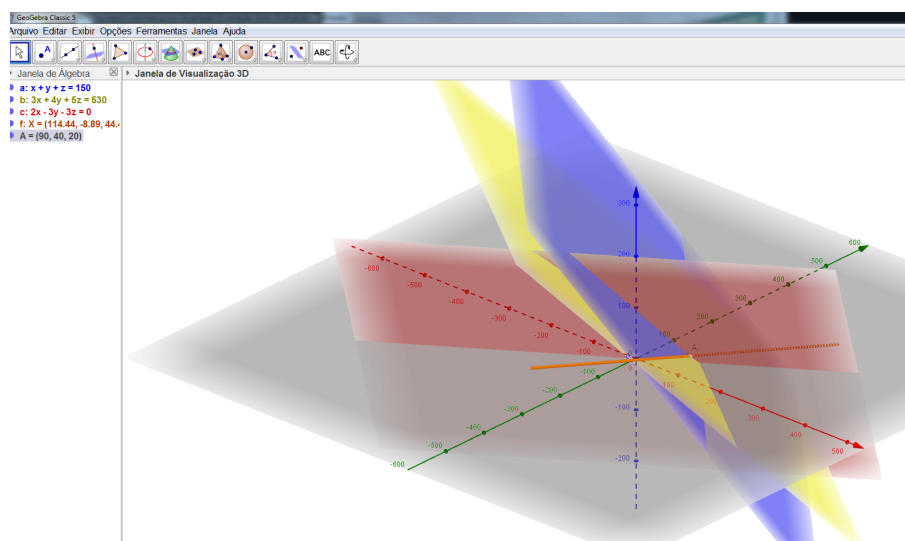 GeoGebra Classic 5
Arquivo Editar Exibir Opções Ferramentas Janela Ajuda
A
ABC
Janela de Álgebra
Janela de Visualização 3D
a: x + y + z = 150
b: 3x + 4y + 5z = 530
c: 2x - 3y - 3z = 0
f: X = (114.44, -8.89, 44.4
A = (90, 40, 20)
300
200
100
0
-100
-200
-600
-500
-400
-300
-200
-100
0
100
200
300
400
500
600
500
400
300
200
100
-100
-200
-300
-400
-500
-600
A